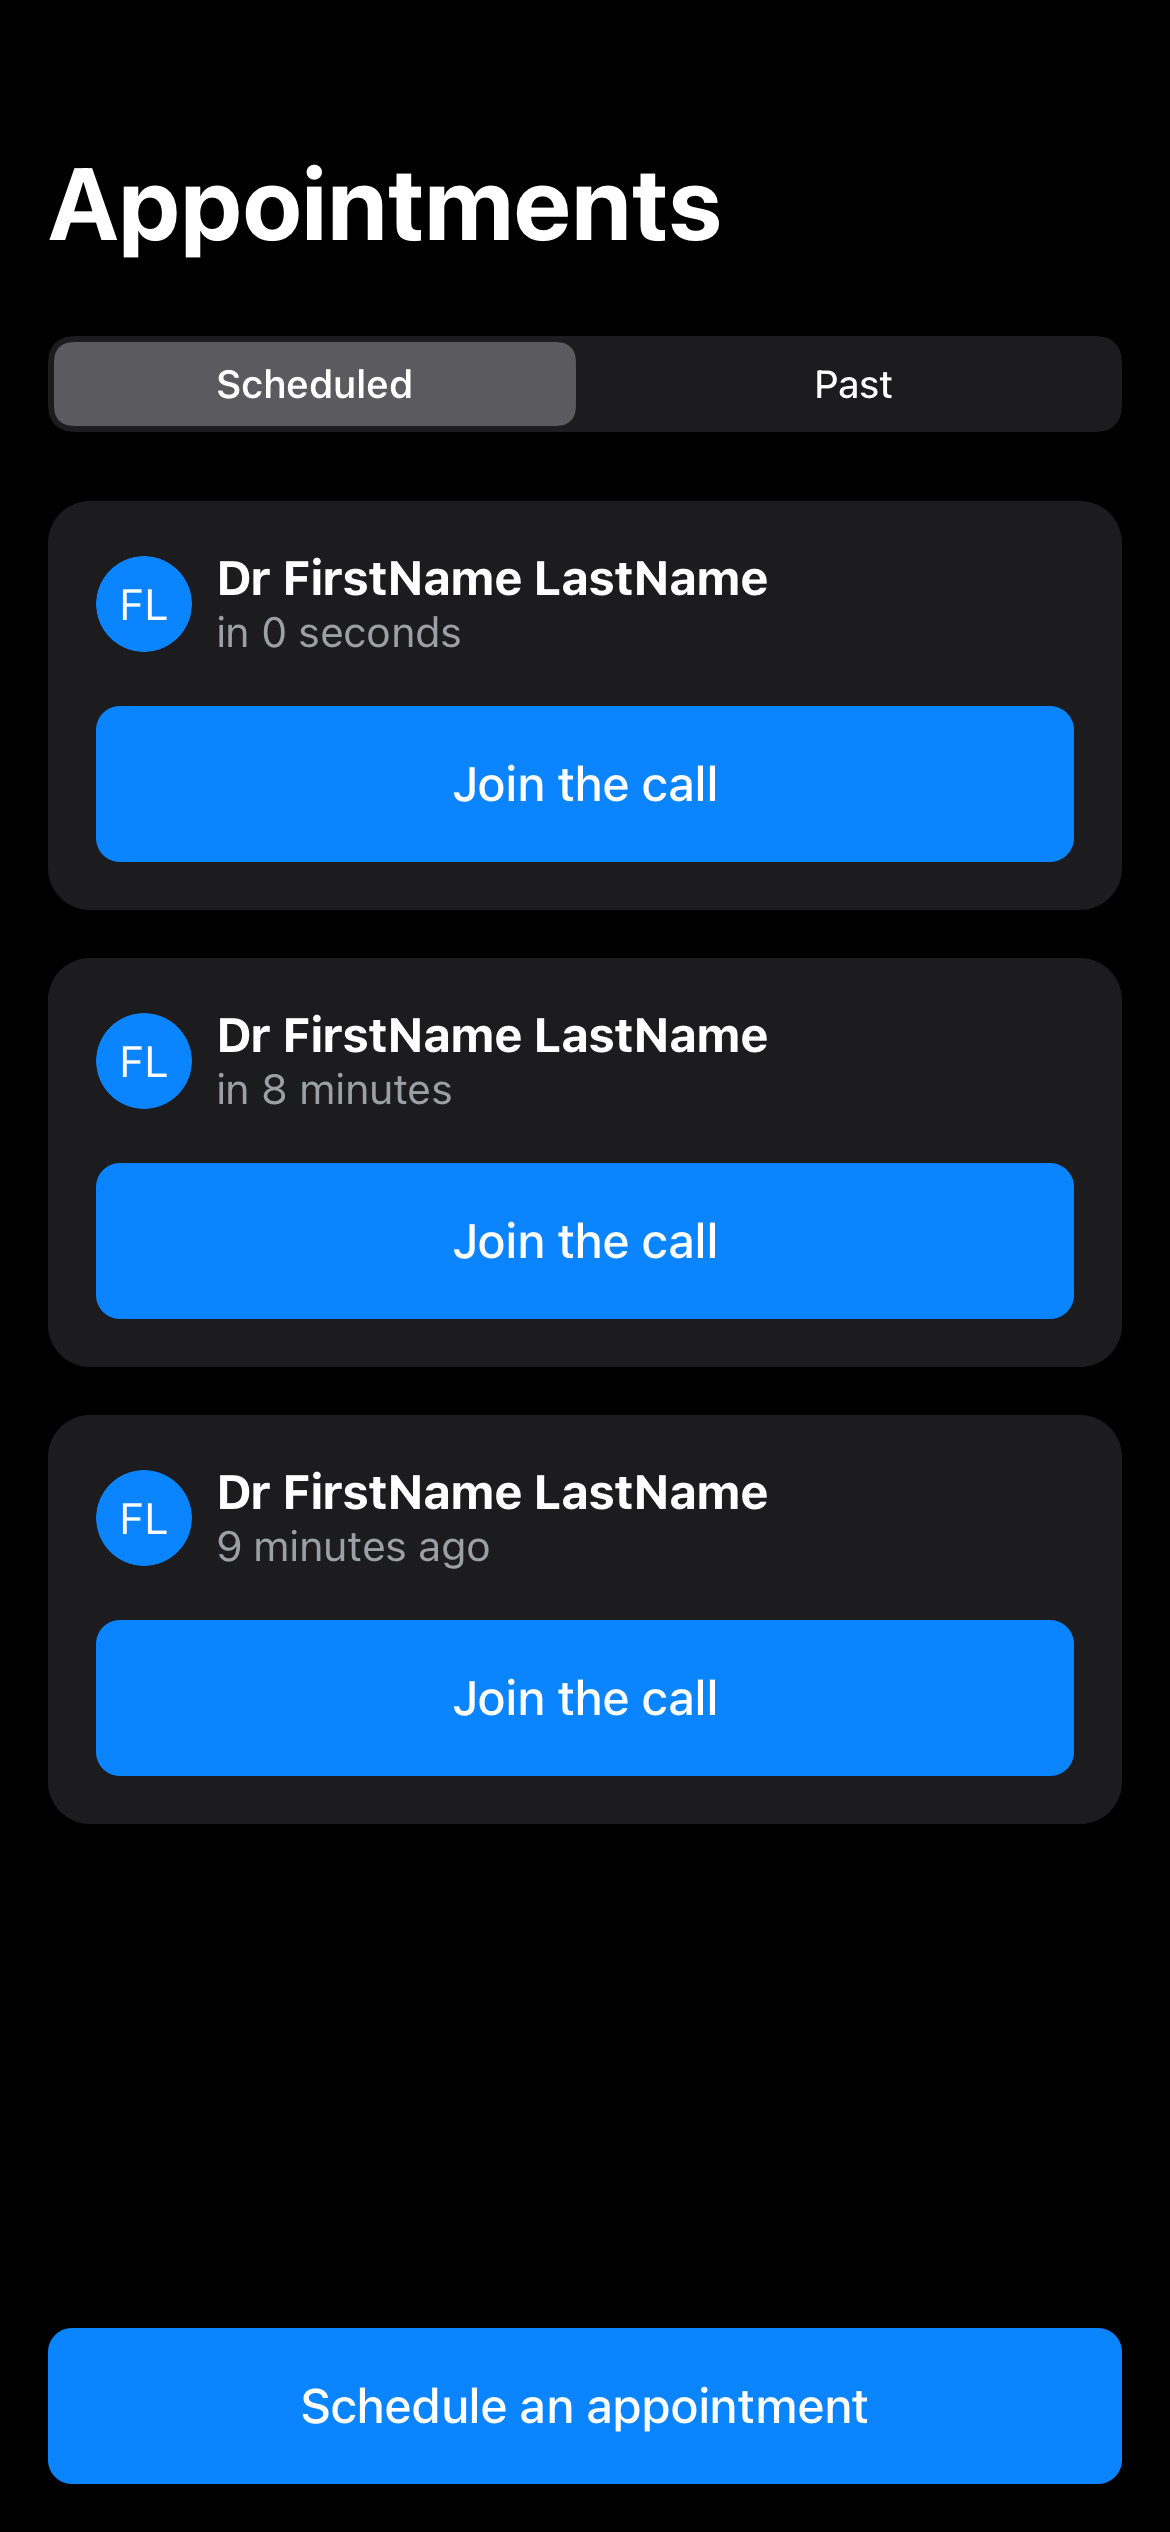 Appointments
Scheduled
Past
FL
Dr FirstName LastName
in 0 seconds
Join the call
FL
Dr FirstName LastName
in 8 minutes
Join the call
FL
Dr FirstName LastName
9 minutes ago
Join the call
Schedule an appointment